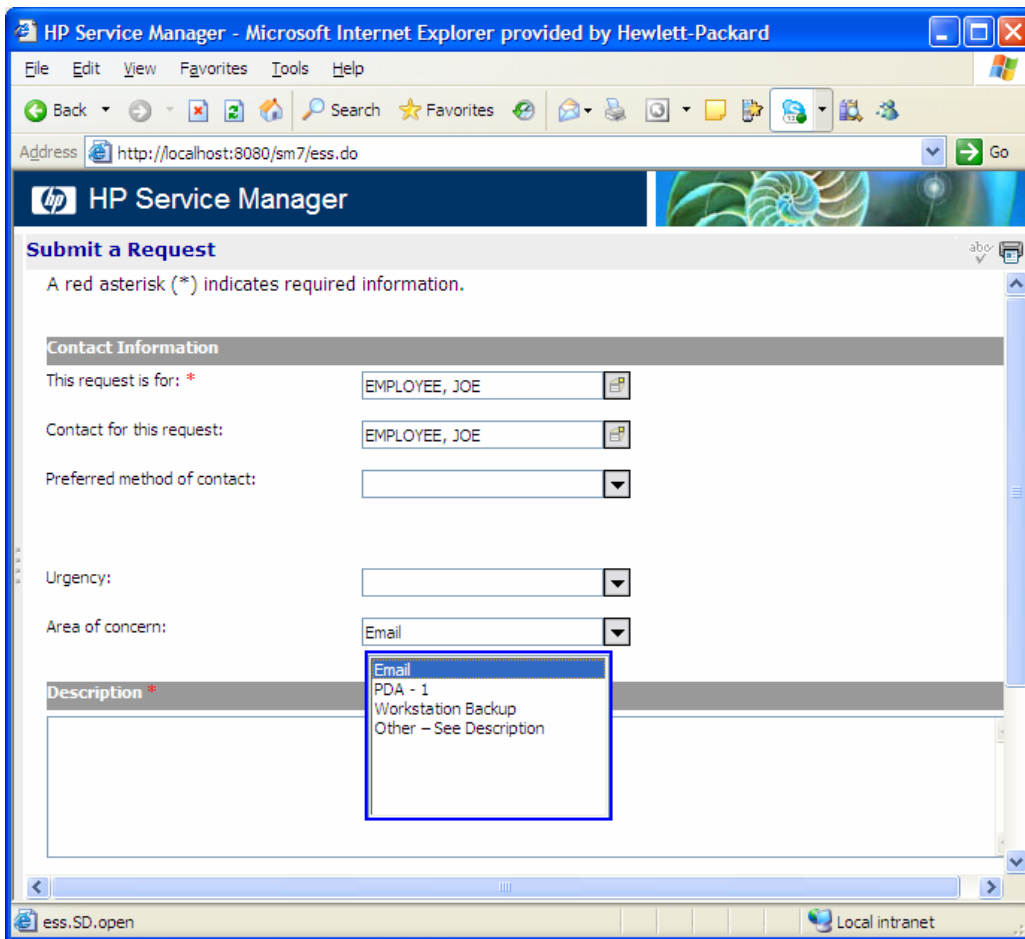 HP Service Manager - Microsoft Internet Explorer provided by Hewlett-Packard
File Edit View Favorites Tools Help
Back Search Favorites
Address http://localhost:8080/sm7/ess.do Go
hp HP Service Manager
Submit a Request abc
A red asterisk (*) indicates required information.
Contact Information
This request is for: * EMPLOYEE, JOE
Contact for this request: EMPLOYEE, JOE
Preferred method of contact:
Urgency:
Area of concern: Email
Email
PDA - 1
Description *
Workstation Backup
Other – See Description
ess.SD.open Local intranet